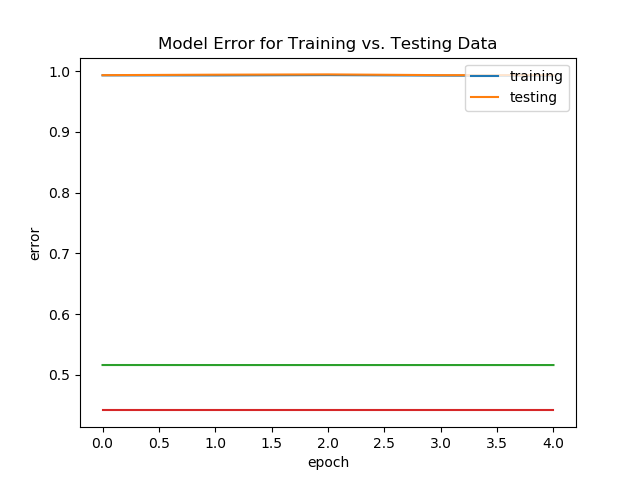 Model Error for Training vs. Testing Data
training
testing
1.0
0.9
0.8
0.7
0.6
0.5
error
0.0 0.5 1.0 1.5 2.0 2.5 3.0 3.5 4.0
epoch